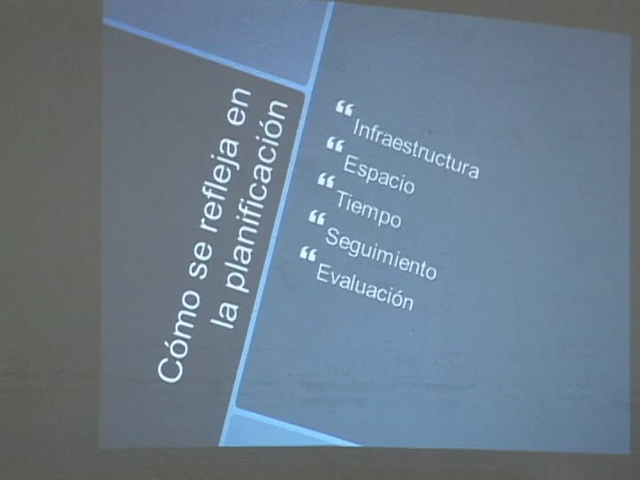 Cómo se refleja en
la planificación
“ Infraestructura
“ Espacio
“ Tiempo
“ Seguimiento
“ Evaluación